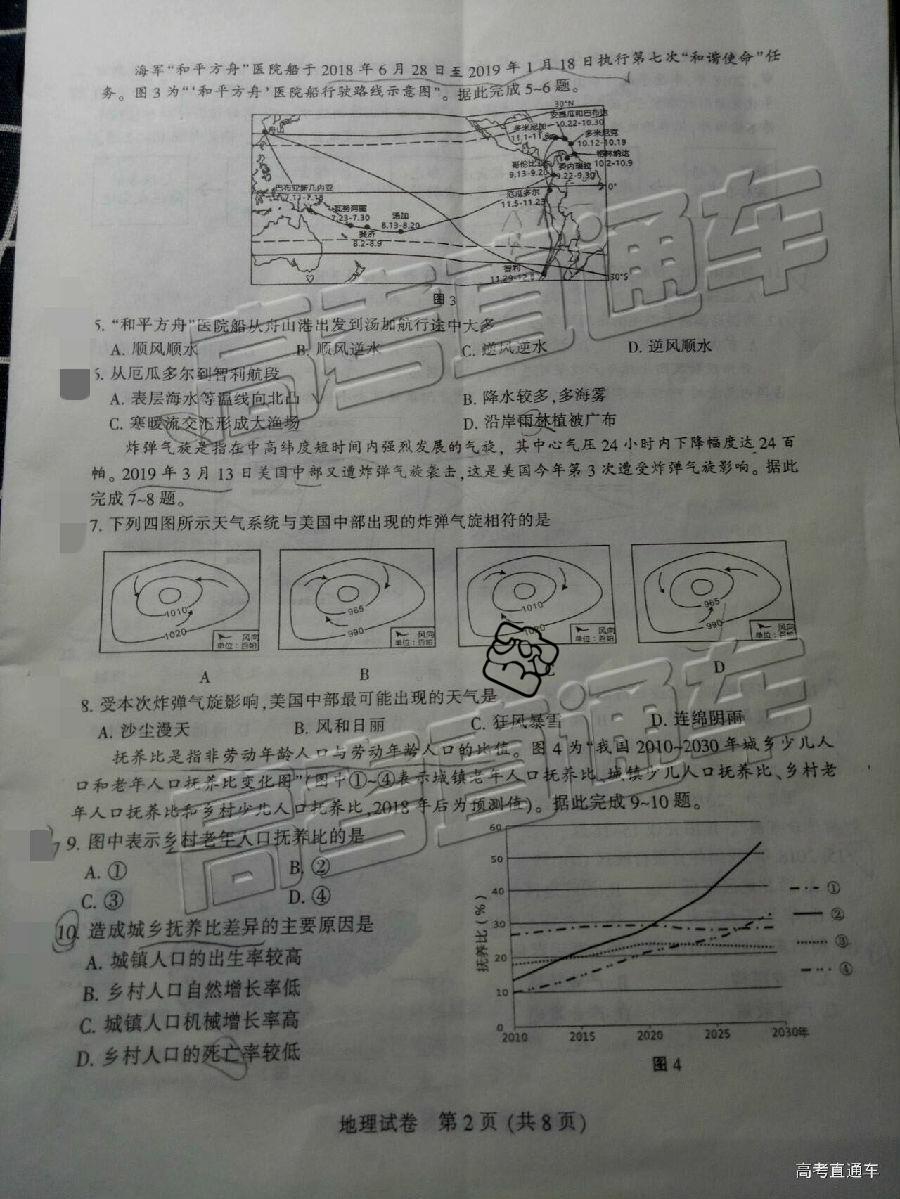 海军“和平方舟”医院船于2018年6月28日至2019年1月18日执行第七次“和谐使命”任
务。图3为“‘和平方舟’医院船行驶路线示意图”。据此完成5~6题。
30°N
安提瓜和巴布达
10.22-10.30
多米尼加
多米尼克
10.12-10.19
格林纳达
10.2-10.9
哥伦比亚
委内瑞拉
9.22-9.30
厄瓜多尔
0°
巴布亚新几内亚
瓦努阿图
7.23-7.30
汤加
8.13-8.20
斐济
8.2-8.9
智利
30°S
图3
5.“和平方舟”医院船从舟山港出发到汤加航行途中大多
A. 顺风顺水
B. 顺风逆水
C. 逆风逆水
D. 逆风顺水
6. 从厄瓜多尔到智利航段
A. 表层海水等温线向北凸
B. 降水较多,多海雾
C. 寒暖流交汇形成大渔场
D. 沿岸雨林植被广布
炸弹气旋是指在中高纬度短时间内强烈发展的气旋，其中心气压24小时内下降幅度达24百
帕。2019年3月13日美国中部又遭炸弹气旋袭击,这是美国今年第3次遭受炸弹气旋影响。据此
完成7~8题。
7. 下列四图所示天气系统与美国中部出现的炸弹气旋相符的是
1010
1020
风向
单位：百帕
965
990
风向
单位：百帕
1010
1020
风向
单位：百帕
965
990
风向
单位：百帕
A
B
D
8. 受本次炸弹气旋影响,美国中部最可能出现的天气是
A. 沙尘漫天
B. 风和日丽
C. 狂风暴雪
D. 连绵阴雨
抚养比是指非劳动年龄人口与劳动年龄人口的比值。图4为“我国2010~2030年城乡少儿人
口和老年人口抚养比变化图”(图中①~④表示城镇老年人口抚养比、城镇少儿人口抚养比、乡村老
年人口抚养比和乡村少儿人口抚养比,2018年后为预测值)。据此完成9~10题。
9. 图中表示乡村老年人口抚养比的是
A. ①
B. ②
C. ③
D. ④
10. 造成城乡抚养比差异的主要原因是
A. 城镇人口的出生率较高
B. 乡村人口自然增长率低
C. 城镇人口机械增长率高
D. 乡村人口的死亡率较低
抚养比(%)
60
50
40
30
20
10
0
2010
2015
2020
2025
2030年
①
②
③
④
图4
地理试卷 第2页(共8页)
高考直通车
高考直通车
高考直通车